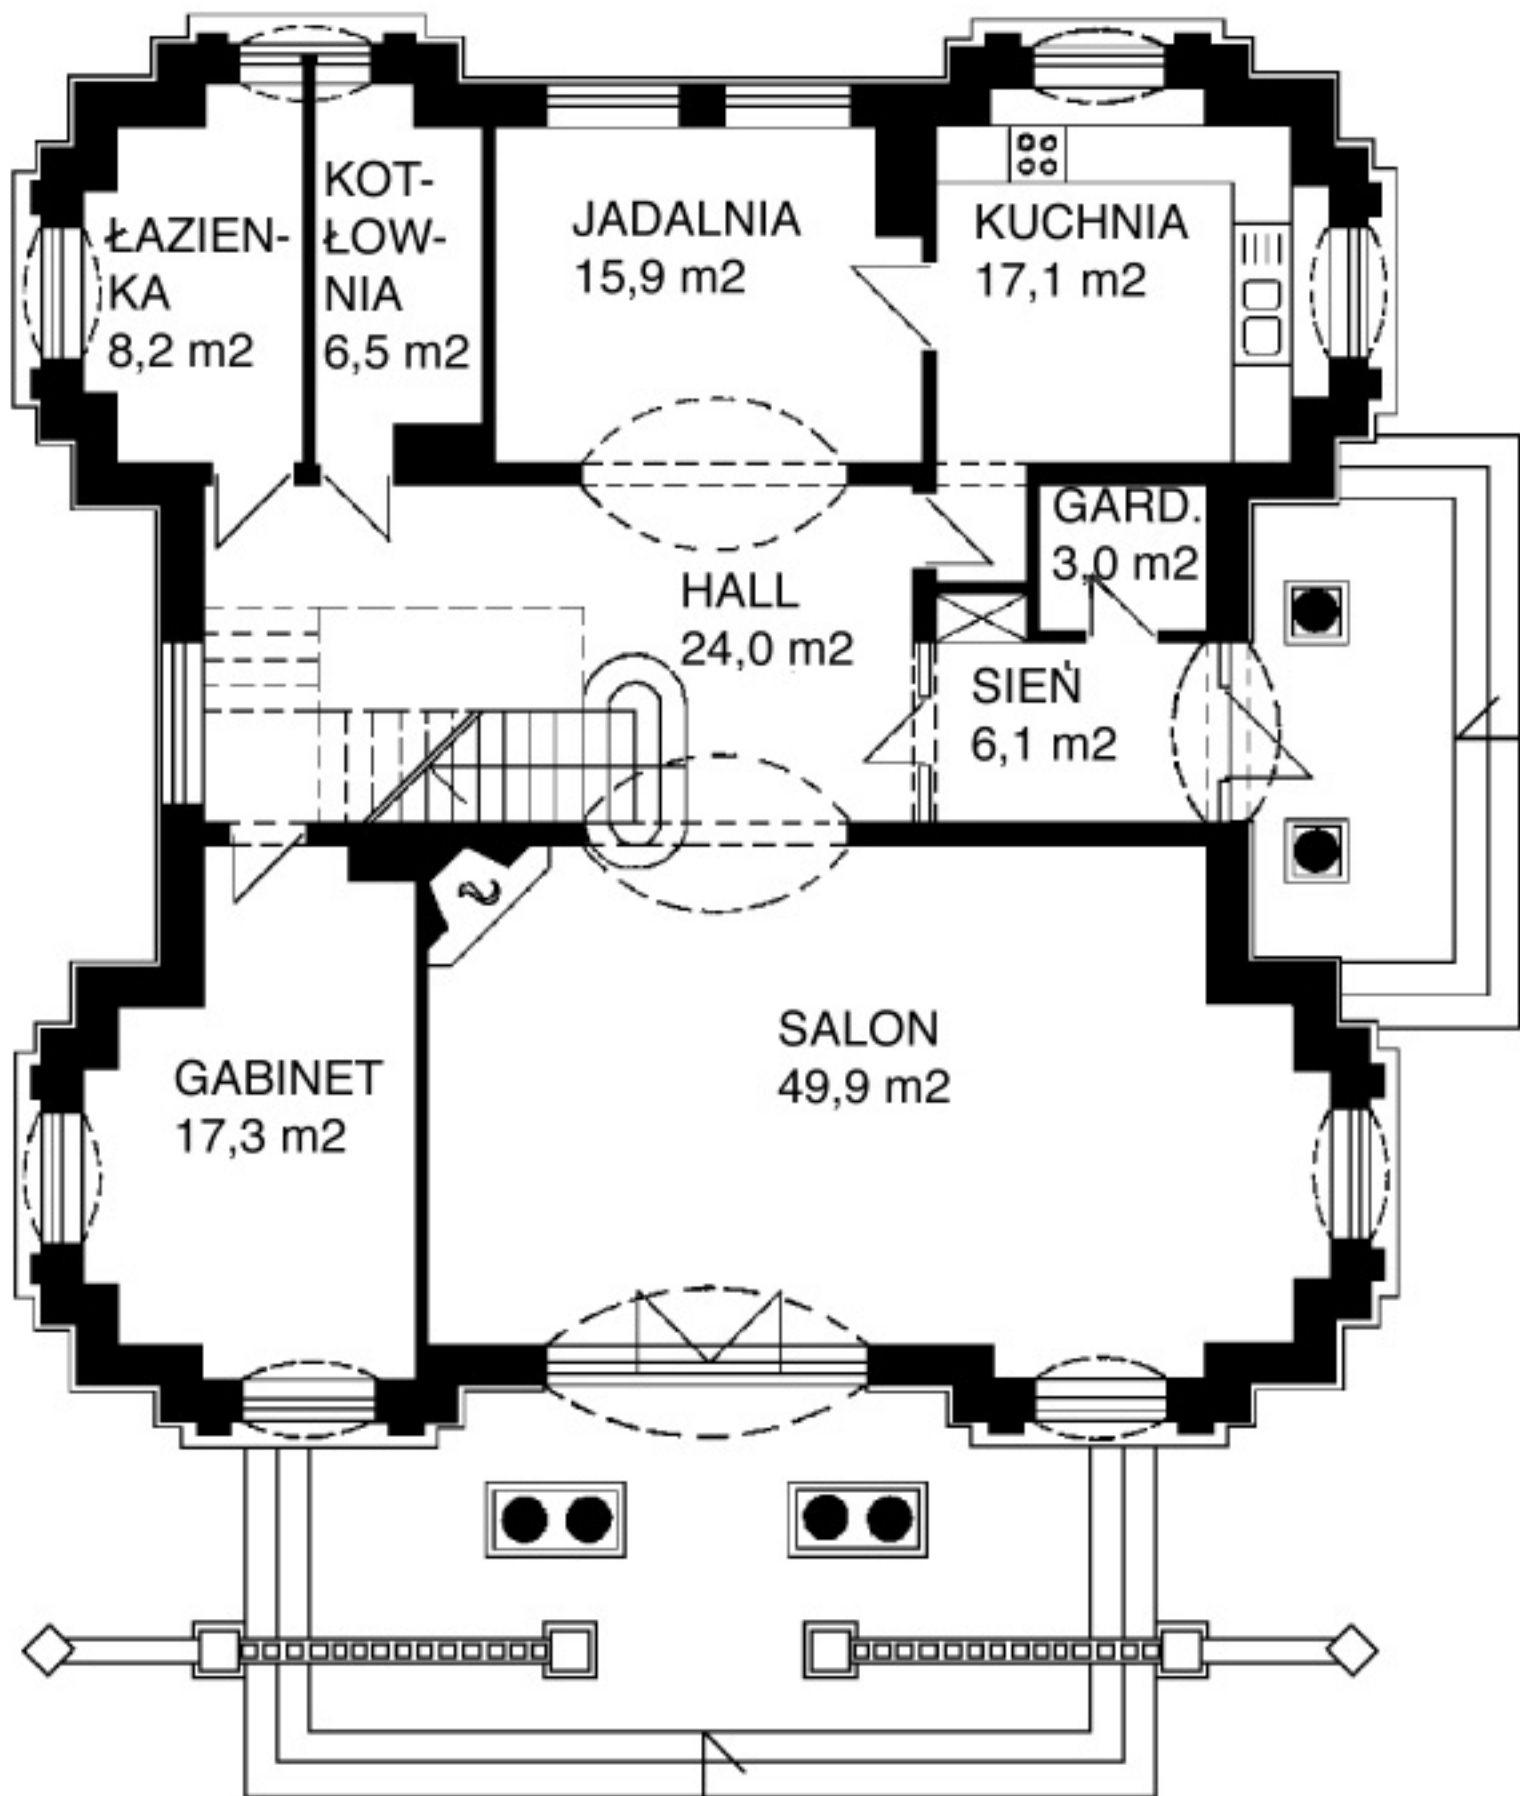 ŁAZIEN-
KA
8,2 m2
KOT-
ŁOW-
NIA
6,5 m2
JADALNIA
15,9 m2
KUCHNIA
17,1 m2
GARD.
3,0 m2
HALL
24,0 m2
SIEŃ
6,1 m2
GABINET
17,3 m2
SALON
49,9 m2